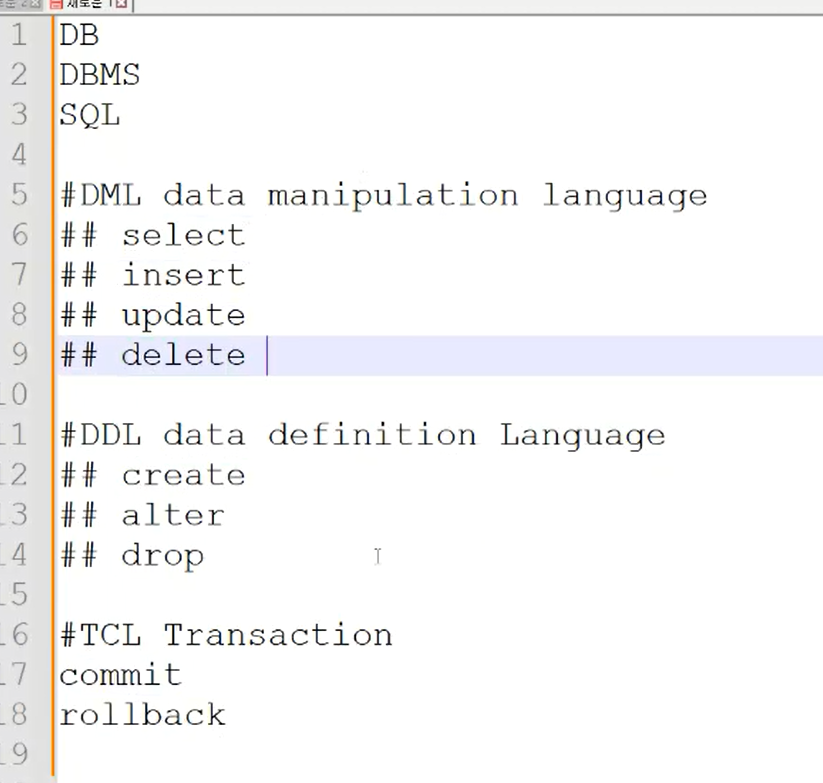 새로운 1
1 DB
2 DBMS
3 SQL
4
5 #DML data manipulation language
6 ## select
7 ## insert
8 ## update
9 ## delete
10
11 #DDL data definition Language
12 ## create
13 ## alter
14 ## drop
15
16 #TCL Transaction
17 commit
18 rollback
19